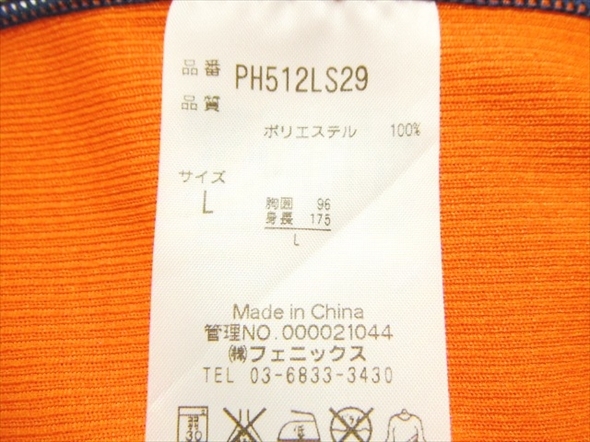 品番 PH512LS29
品質
ポリエステル 100%
サイズ
L
胸囲 96
身長 175
L
Made in China
管理NO.000021044
㈱フェニックス
TEL 03-6833-3430
弱
30